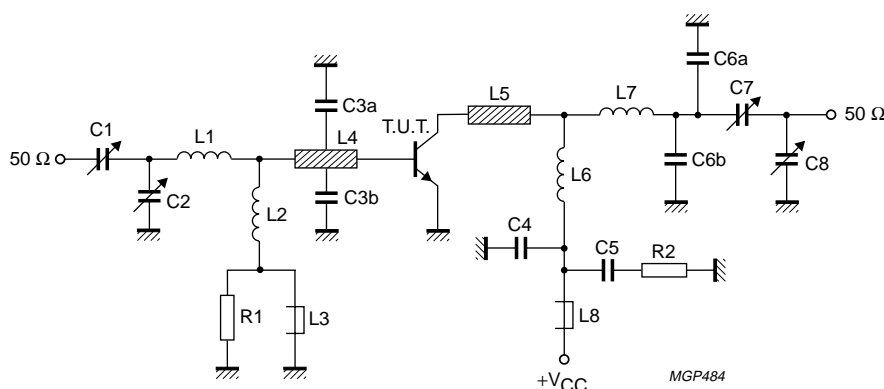 C6a
C3a
L5
L7
C7
T.U.T.
50 Ω
C1
L1
L4
50 Ω
C2
L2
C3b
L6
C6b
C8
C4
C5
R2
R1
L3
L8
+VCC
MGP484